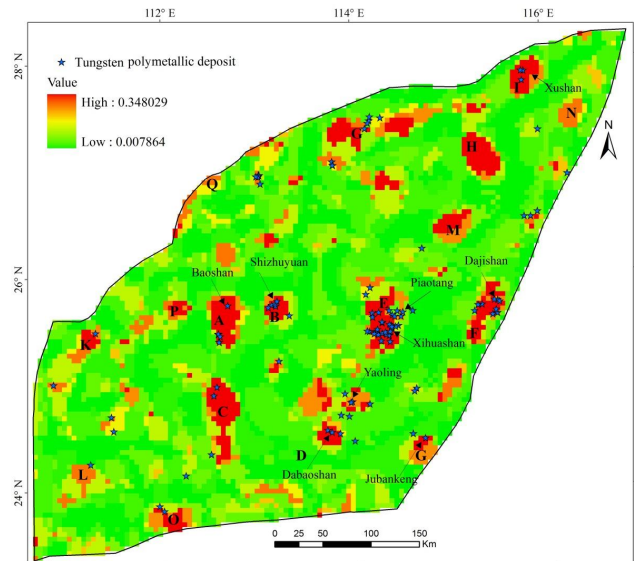 112° E 114° E 116° E
28° N
Tungsten polymetallic deposit
Value
High : 0.348029
Low : 0.007864
I
Xushan
N
N
G
H
Q
M
26° N
Baoshan
Shizhuyuan
Piaotang
Dajishan
P
A
B
E
F
K
Xihuashan
Yaoling
C
D
Dabaoshan
G
Jubankeng
L
24° N
O
0 25 50 100 150
Km